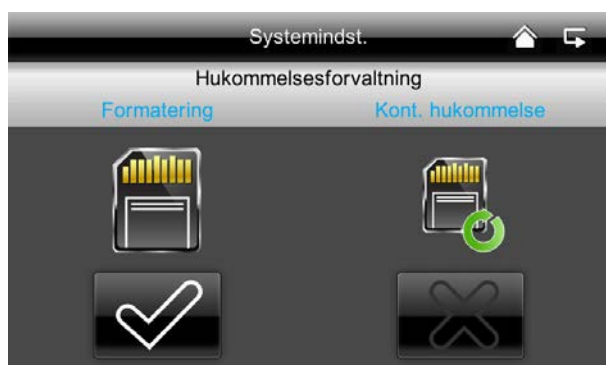 Systemindst.
Hukommelsesforvaltning
Formatering Kont. hukommelse